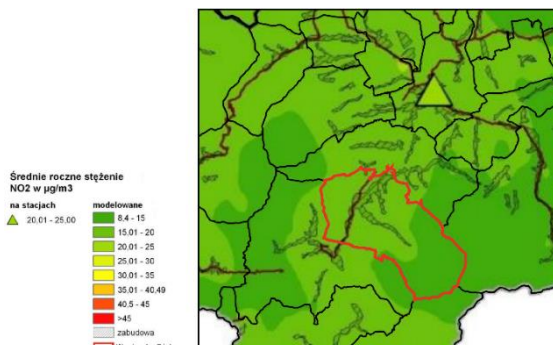 Średnie roczne stężenie
NO2 w µg/m3
na stacjach
20,01 - 25,00
modelowane
8,4 - 15
15,01 - 20
20,01 - 25
25,01 - 30
30,01 - 35
35,01 - 40,49
40,5 - 45
>45
zabudowa